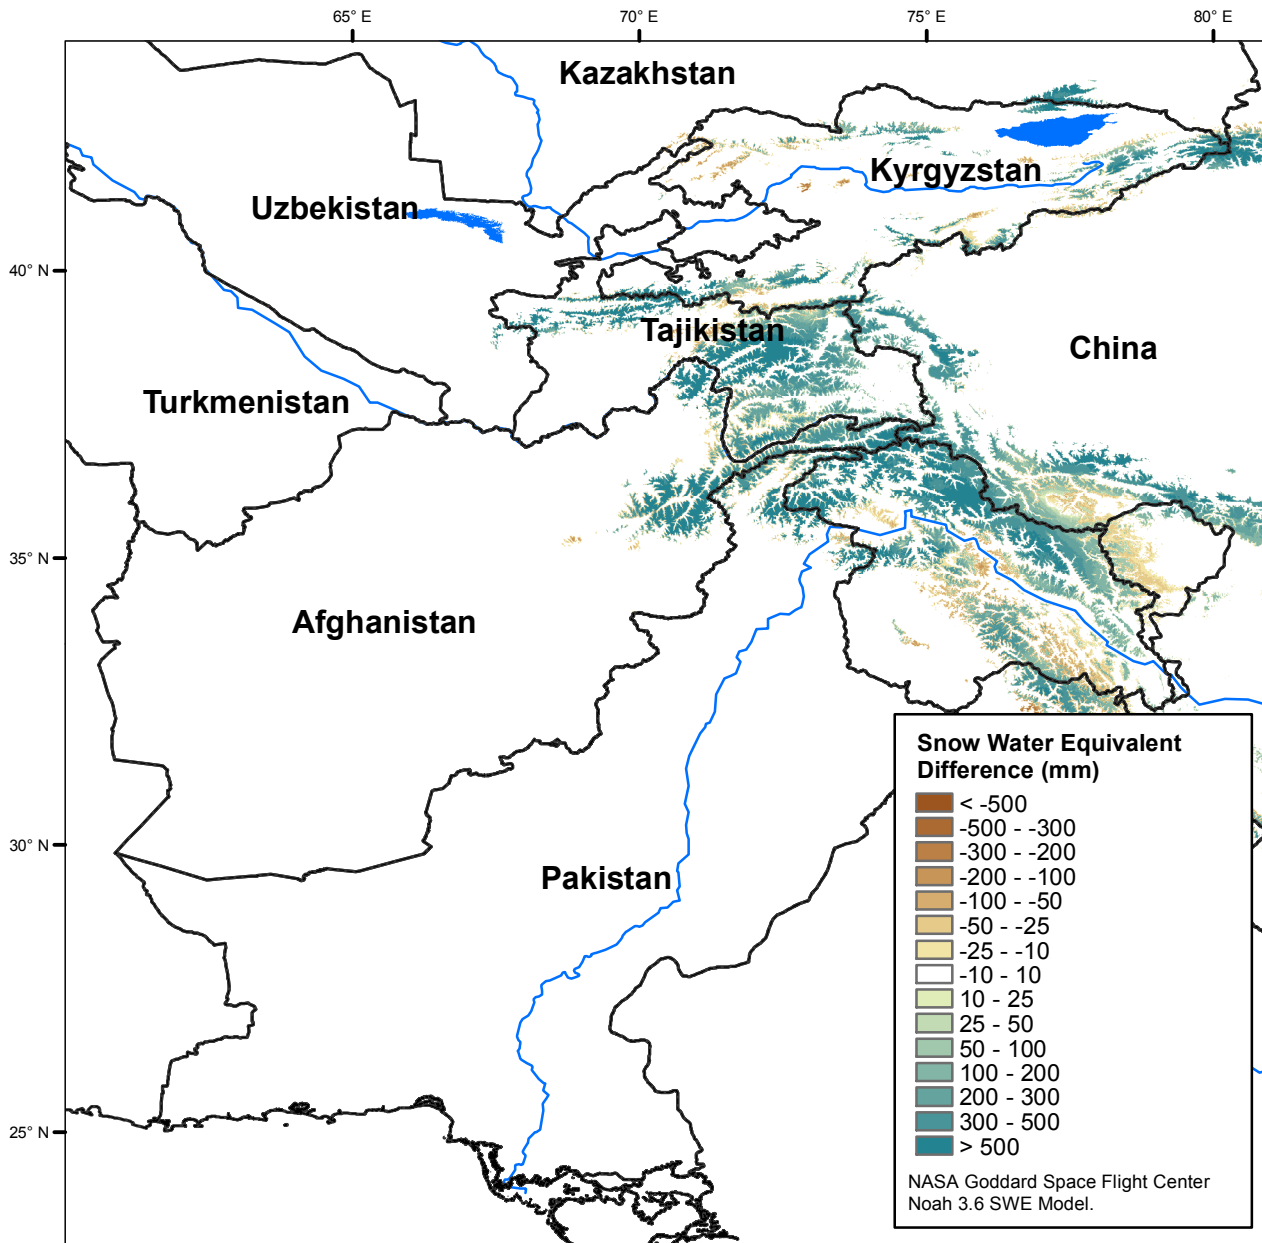 65° E
70° E
75° E
80° E
Kazakhstan
Kyrgyzstan
Uzbekistan
40° N
Tajikistan
China
Turkmenistan
35° N
Afghanistan
30° N
Pakistan
25° N
Snow Water Equivalent
Difference (mm)
< -500
-500 - -300
-300 - -200
-200 - -100
-100 - -50
-50 - -25
-25 - -10
-10 - 10
10 - 25
25 - 50
50 - 100
100 - 200
200 - 300
300 - 500
> 500
NASA Goddard Space Flight Center
Noah 3.6 SWE Model.